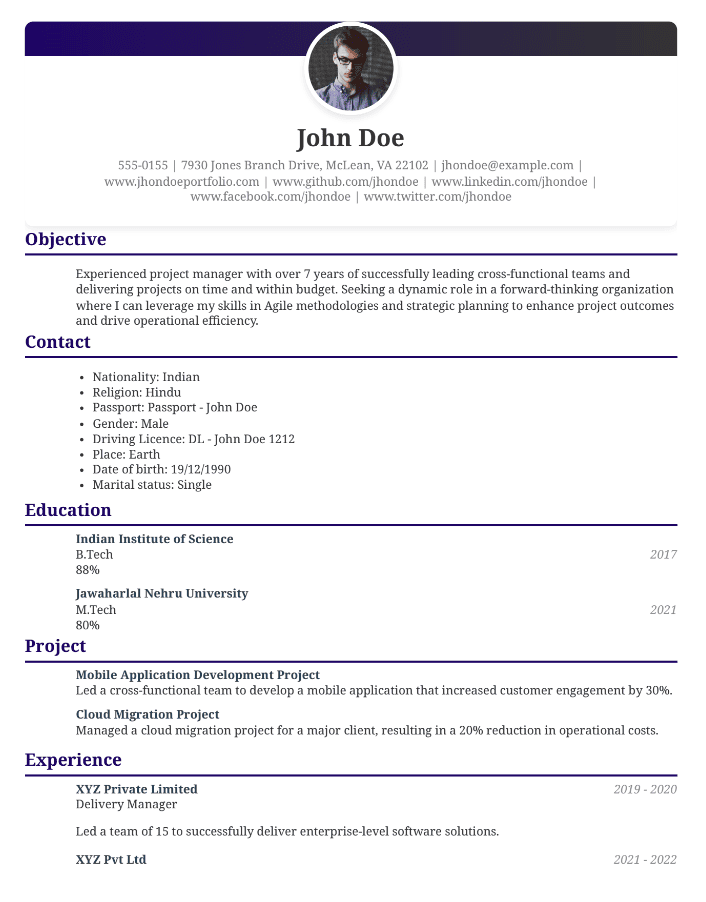 John Doe
555-0155 | 7930 Jones Branch Drive, McLean, VA 22102 | jhondoe@example.com |
www.jhondoeportfolio.com | www.github.com/jhondoe | www.linkedin.com/jhondoe |
www.facebook.com/jhondoe | www.twitter.com/jhondoe
Objective
Experienced project manager with over 7 years of successfully leading cross-functional teams and
delivering projects on time and within budget. Seeking a dynamic role in a forward-thinking organization
where I can leverage my skills in Agile methodologies and strategic planning to enhance project outcomes
and drive operational efficiency.
Contact
• Nationality: Indian
• Religion: Hindu
• Passport: Passport - John Doe
• Gender: Male
• Driving Licence: DL - John Doe 1212
• Place: Earth
• Date of birth: 19/12/1990
• Marital status: Single
Education
Indian Institute of Science
B.Tech 2017
88%
Jawaharlal Nehru University
M.Tech 2021
80%
Project
Mobile Application Development Project
Led a cross-functional team to develop a mobile application that increased customer engagement by 30%.
Cloud Migration Project
Managed a cloud migration project for a major client, resulting in a 20% reduction in operational costs.
Experience
XYZ Private Limited 2019 - 2020
Delivery Manager
Led a team of 15 to successfully deliver enterprise-level software solutions.
XYZ Pvt Ltd 2021 - 2022